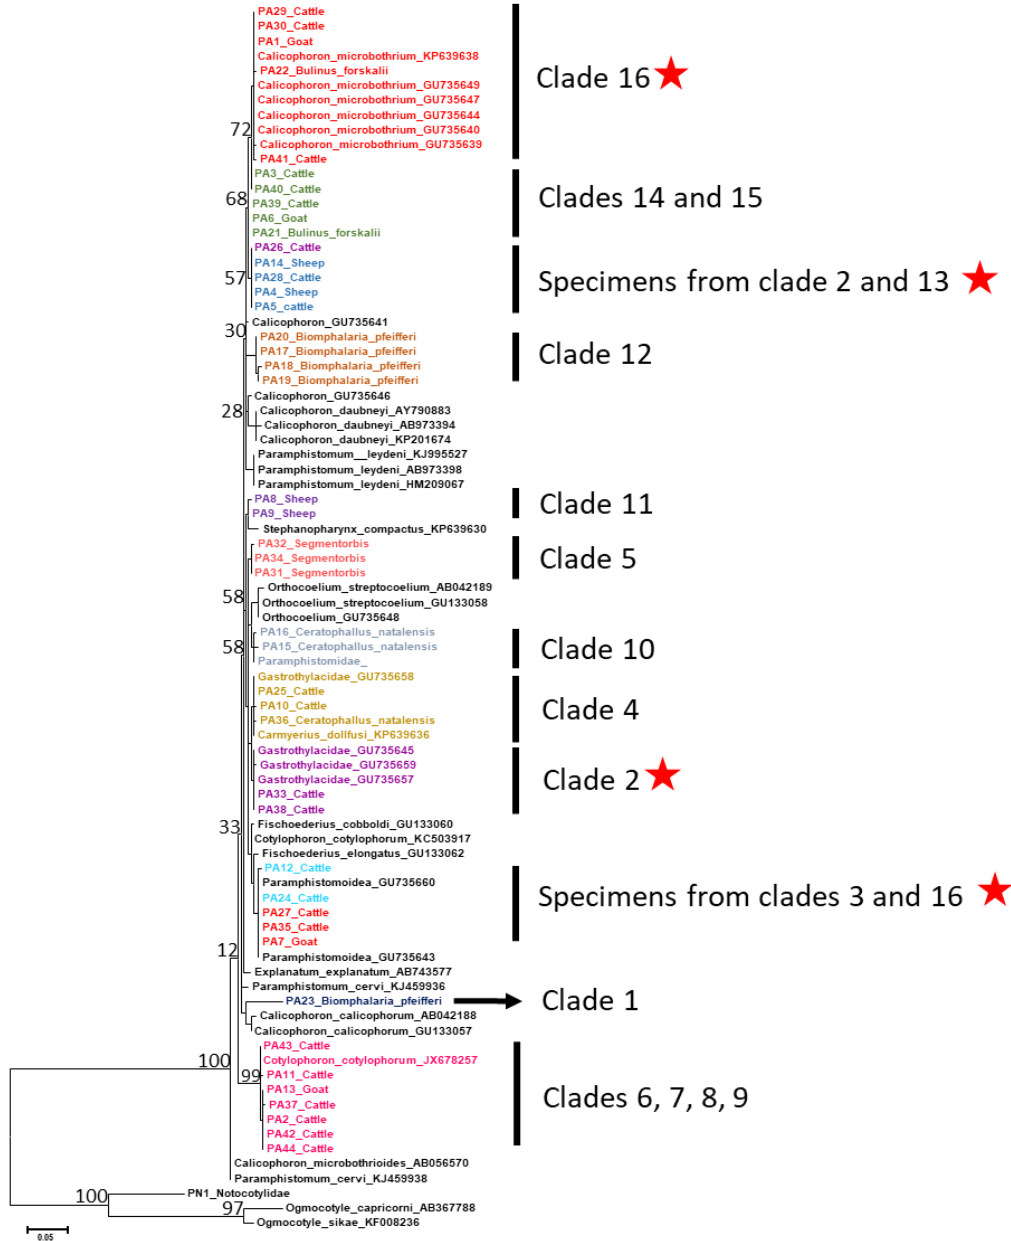 PA29_Cattle
PA30_Cattle
PA1_Goat
Calicophoron_microbothrium_KP639638
PA22_Bulinus_forskalii
Calicophoron_microbothrium_GU735649
Calicophoron_microbothrium_GU735647
Calicophoron_microbothrium_GU735644
Calicophoron_microbothrium_GU735640
Calicophoron_microbothrium_GU735639
PA41_Cattle
Clade 16
72
PA3_Cattle
PA40_Cattle
PA39_Cattle
PA6_Goat
PA21_Bulinus_forskalii
Clades 14 and 15
68
PA26_Cattle
PA14_Sheep
PA28_Cattle
PA4_Sheep
PA5_cattle
Specimens from clade 2 and 13
57
Calicophoron_GU735641
30
PA20_Biomphalaria_pfeifferi
PA17_Biomphalaria_pfeifferi
PA18_Biomphalaria_pfeifferi
PA19_Biomphalaria_pfeifferi
Clade 12
Calicophoron_GU735646
28
Calicophoron_daubneyi_AY790883
Calicophoron_daubneyi_AB973394
Calicophoron_daubneyi_KP201674
Paramphistomum__leydeni_KJ995527
Paramphistomum_leydeni_AB973398
Paramphistomum_leydeni_HM209067
PA8_Sheep
PA9_Sheep
Clade 11
Stephanopharynx_compactus_KP639630
PA32_Segmentorbis
PA34_Segmentorbis
PA31_Segmentorbis
Clade 5
Orthocoelium_streptocoelium_AB042189
58
Orthocoelium_streptocoelium_GU133058
Orthocoelium_GU735648
PA16_Ceratophallus_natalensis
58
PA15_Ceratophallus_natalensis
Paramphistomidae_
Clade 10
Gastrothylacidae_GU735658
PA25_Cattle
PA10_Cattle
PA36_Ceratophallus_natalensis
Carmyerius_dollfusi_KP639636
Clade 4
Gastrothylacidae_GU735645
Gastrothylacidae_GU735659
Gastrothylacidae_GU735657
PA33_Cattle
PA38_Cattle
Clade 2
Fischoederius_cobboldi_GU133060
33
Cotylophoron_cotylophorum_KC503917
Fischoederius_elongatus_GU133062
PA12_Cattle
Paramphistomoidea_GU735660
PA24_Cattle
PA27_Cattle
PA35_Cattle
PA7_Goat
Specimens from clades 3 and 16
12
Paramphistomoidea_GU735643
Explanatum_explanatum_AB743577
Paramphistomum_cervi_KJ459936
PA23_Biomphalaria_pfeifferi
Clade 1
Calicophoron_calicophorum_AB042188
Calicophoron_calicophorum_GU133057
PA43_Cattle
100
Cotylophoron_cotylophorum_JX678257
99
PA11_Cattle
PA13_Goat
PA37_Cattle
PA2_Cattle
PA42_Cattle
PA44_Cattle
Clades 6, 7, 8, 9
Calicophoron_microbothrioides_AB056570
Paramphistomum_cervi_KJ459938
PN1_Notocotylidae
100
97
Ogmocotyle_capricorni_AB367788
Ogmocotyle_sikae_KF008236
0.05